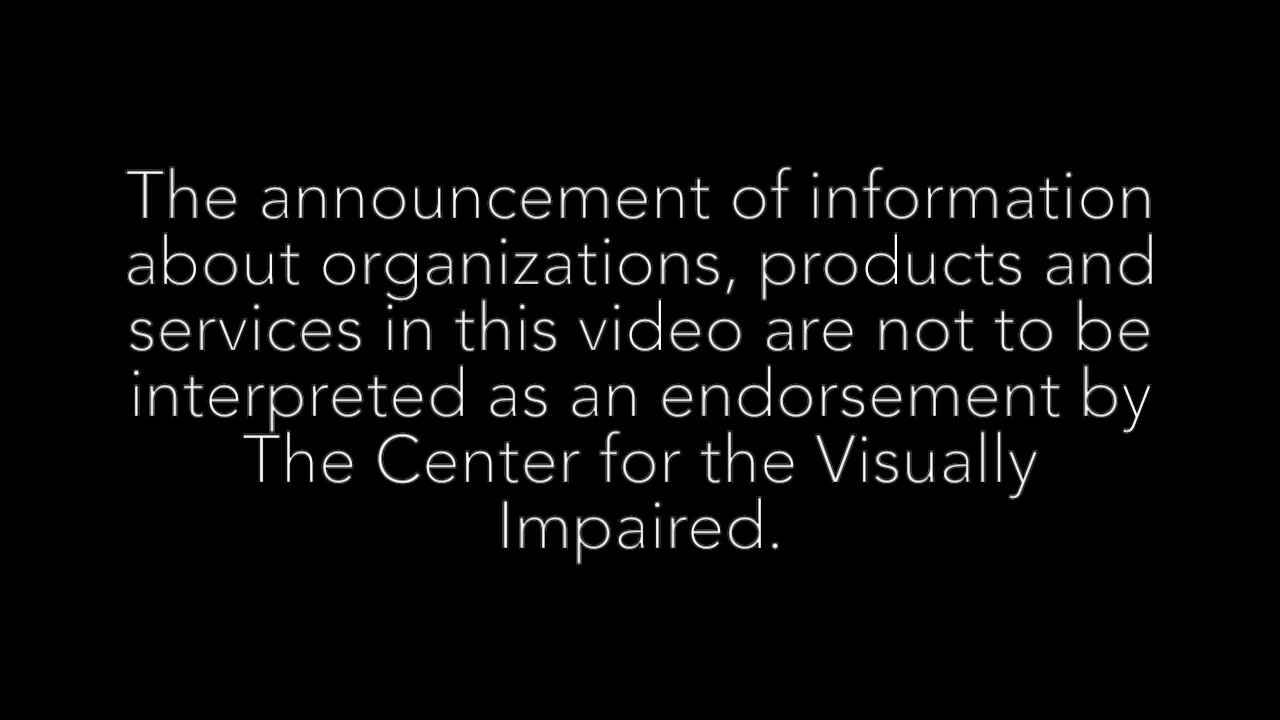 The announcement of information
about organizations, products and
services in this video are not to be
interpreted as an endorsement by
The Center for the Visually
Impaired.